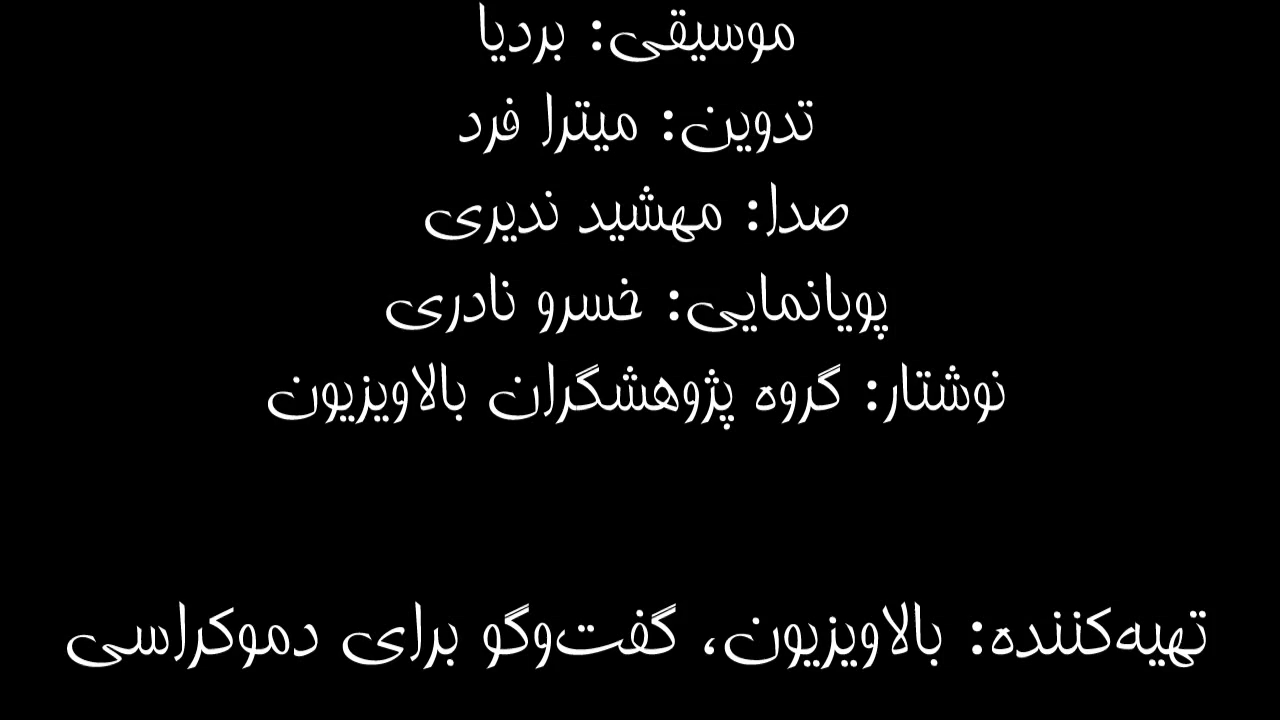 موسیقی: بردیا
تدوین: میترا فرد
صدا: مهشید ندیری
پویانمایی: خسرو نادری
نوشتار: گروه پژوهشگران بالاویزیون
تهیه‌کننده: بالاویزیون، گفت‌وگو برای دموکراسی